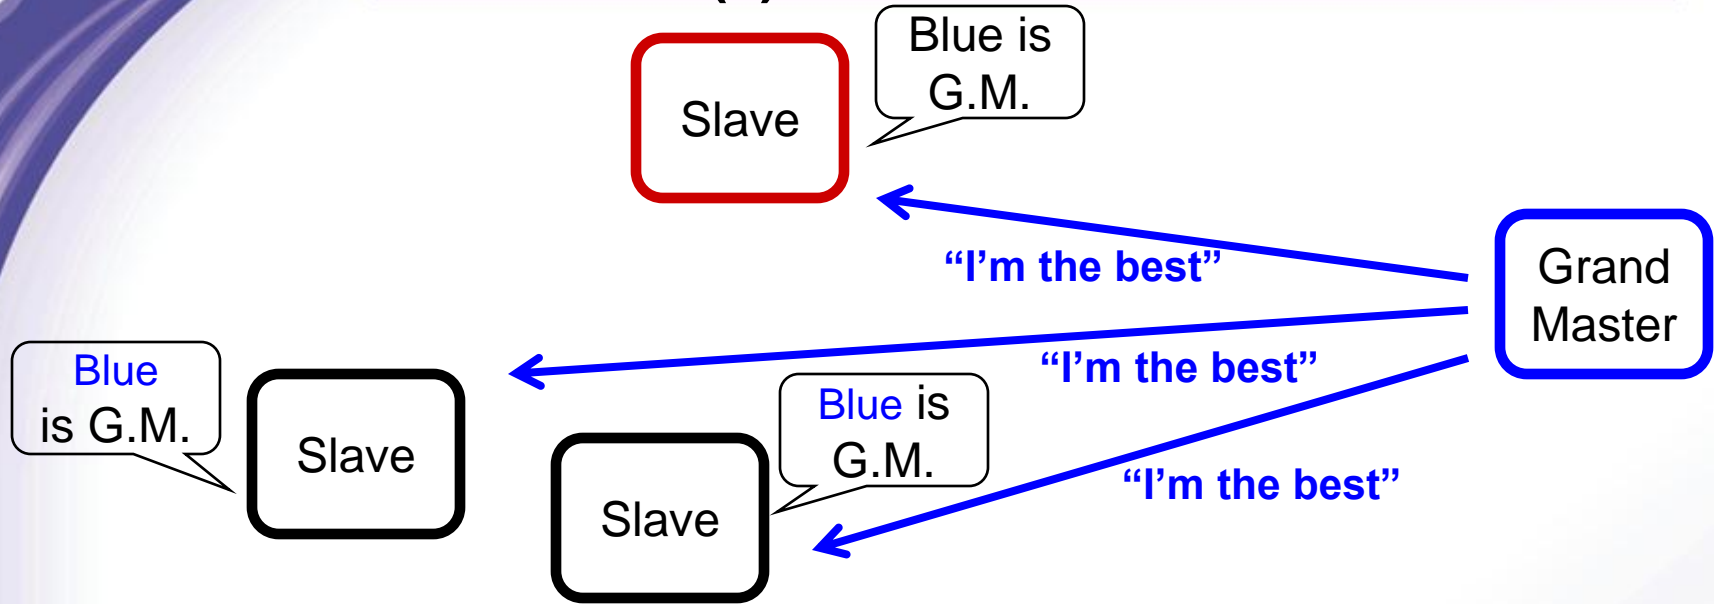 Blue is
G.M.
Slave
“I’m the best”
Grand
Master
“I’m the best”
Blue
is G.M.
Slave
Blue is
G.M.
Slave
“I’m the best”